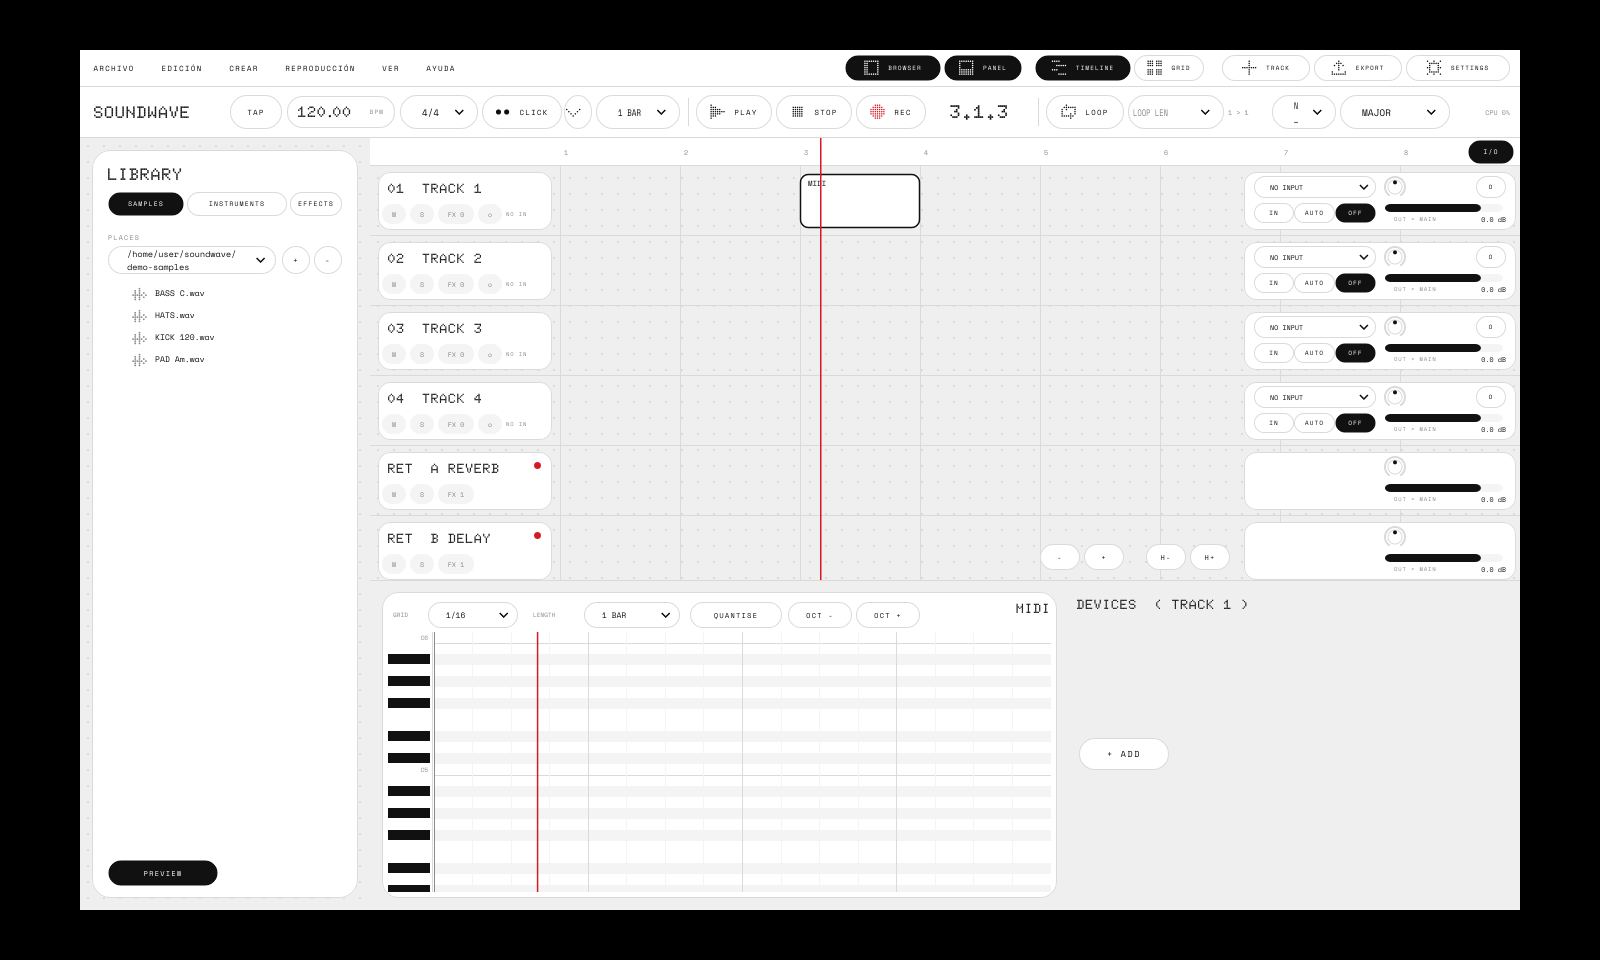 ARCHIVO EDICIÓN CREAR REPRODUCCIÓN VER AYUDA BROWSER PANEL TIMELINE GRID TRACK EXPORT SETTINGS
SOUNDWAVE TAP 120.00 BPM 4/4 CLICK 1 BAR PLAY STOP REC 3.1.3 LOOP LOOP LEN 1 > 1 N MAJOR CPU 0%
1 2 3 4 5 6 7 8 I/O
LIBRARY
SAMPLES INSTRUMENTS EFFECTS
PLACES
/home/user/soundwave/
demo-samples
+ -
BASS C.wav
HATS.wav
KICK 120.wav
PAD Am.wav
PREVIEW
01 TRACK 1
M S FX 0 o NO IN
MIDI
NO INPUT 0
IN AUTO OFF
OUT + MAIN 0.0 dB
02 TRACK 2
M S FX 0 o NO IN
NO INPUT 0
IN AUTO OFF
OUT + MAIN 0.0 dB
03 TRACK 3
M S FX 0 o NO IN
NO INPUT 0
IN AUTO OFF
OUT + MAIN 0.0 dB
04 TRACK 4
M S FX 0 o NO IN
NO INPUT 0
IN AUTO OFF
OUT + MAIN 0.0 dB
RET A REVERB
M S FX 1
OUT + MAIN 0.0 dB
RET B DELAY
M S FX 1
- + H- H+
OUT + MAIN 0.0 dB
GRID 1/16 LENGTH 1 BAR QUANTISE OCT - OCT + MIDI
C6
C5
DEVICES ( TRACK 1 )
+ ADD